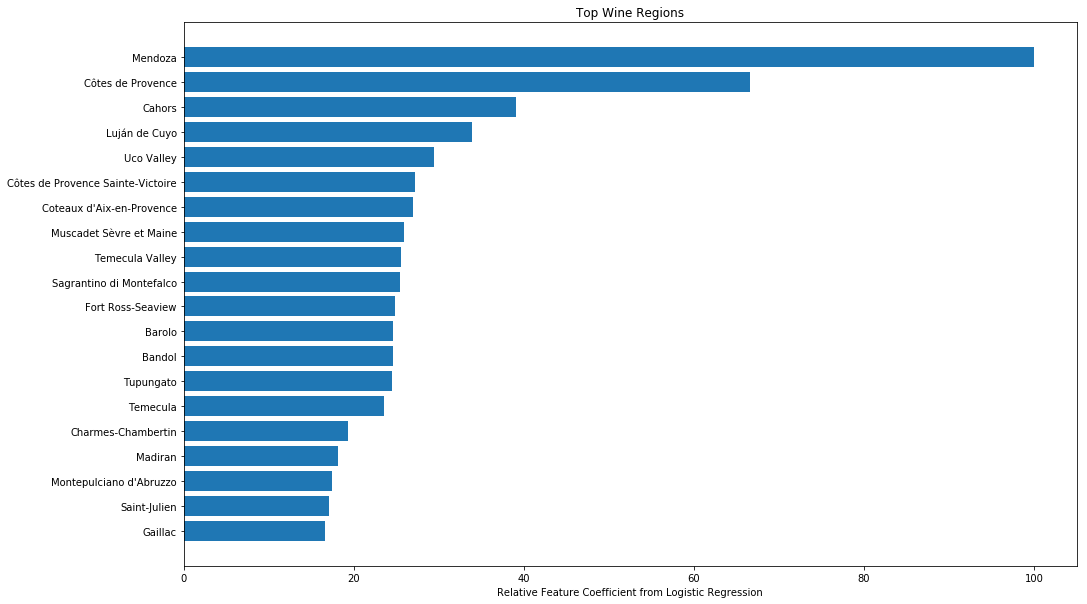 Top Wine Regions
Mendoza
Côtes de Provence
Cahors
Luján de Cuyo
Uco Valley
Côtes de Provence Sainte-Victoire
Coteaux d'Aix-en-Provence
Muscadet Sèvre et Maine
Temecula Valley
Sagrantino di Montefalco
Fort Ross-Seaview
Barolo
Bandol
Tupungato
Temecula
Charmes-Chambertin
Madiran
Montepulciano d'Abruzzo
Saint-Julien
Gaillac
0 20 40 60 80 100
Relative Feature Coefficient from Logistic Regression